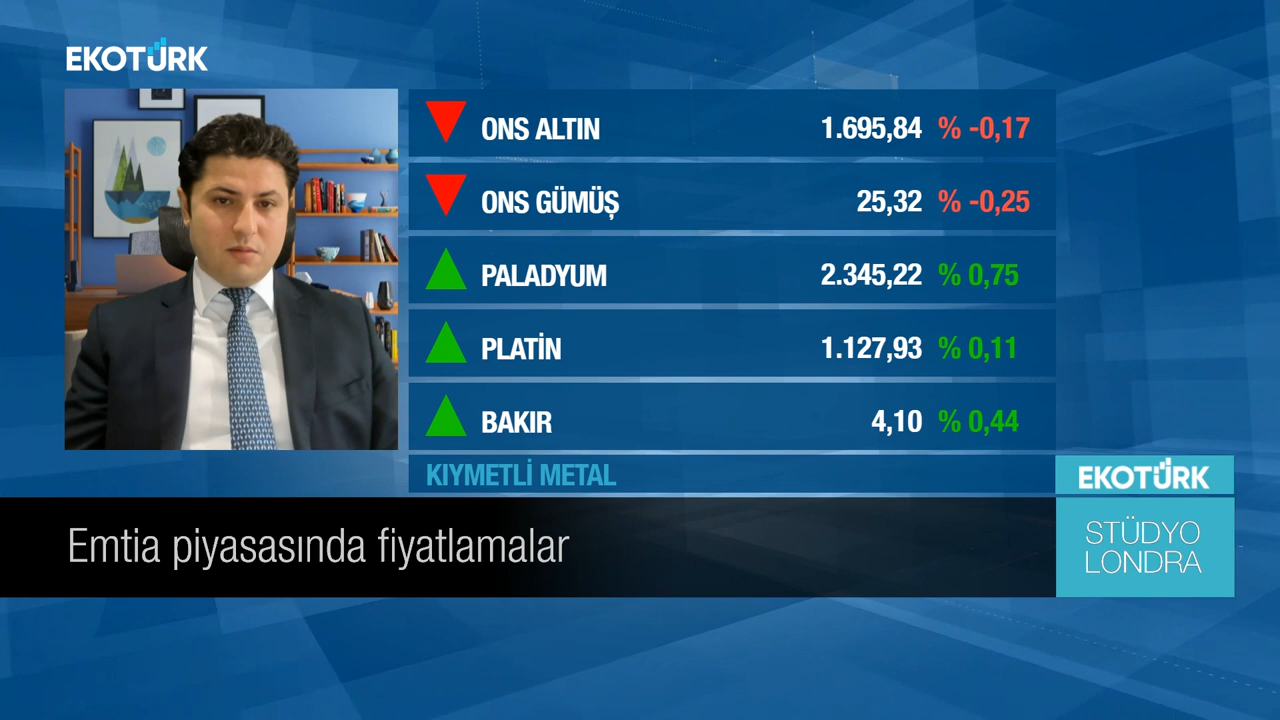 EKOTÜRK
ONS ALTIN 1.695,84 % -0,17
ONS GÜMÜŞ 25,32 % -0,25
PALADYUM 2.345,22 % 0,75
PLATİN 1.127,93 % 0,11
BAKIR 4,10 % 0,44
KIYMETLİ METAL
EKOTÜRK
Emtia piyasasında fiyatlamalar
STÜDYO
LONDRA